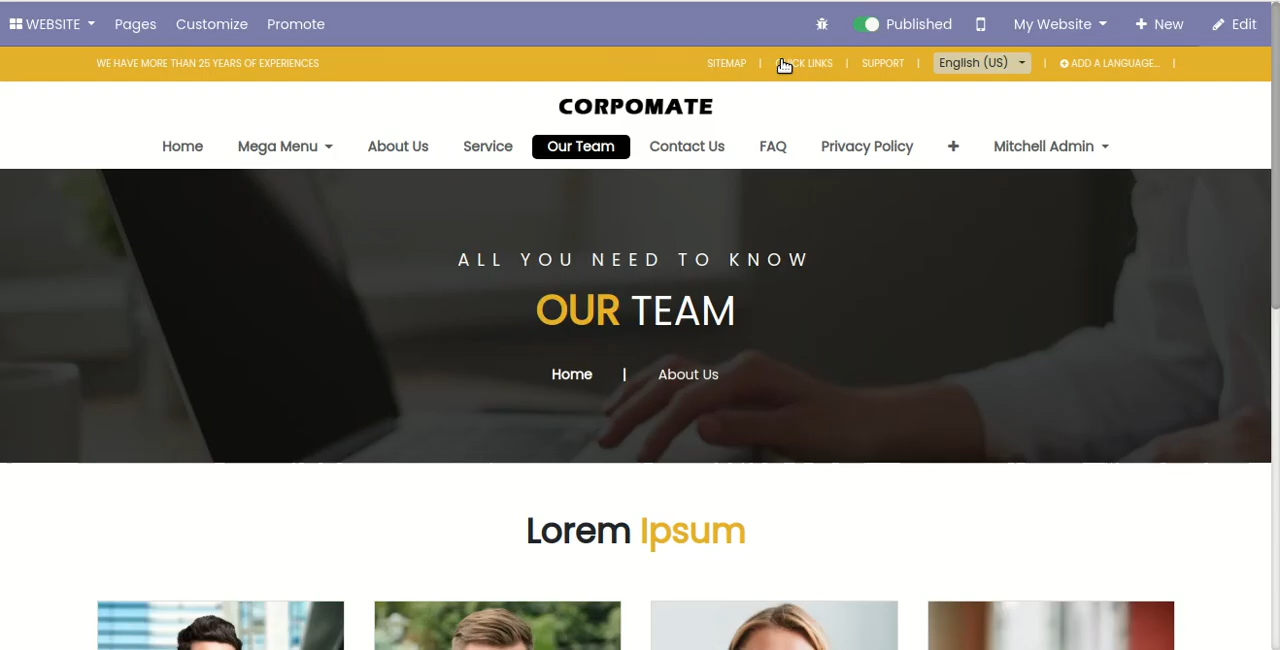 WEBSITE Pages Customize Promote Published My Website New Edit
WE HAVE MORE THAN 25 YEARS OF EXPERIENCES SITEMAP | CK LINKS | SUPPORT | English (US) | ADD A LANGUAGE... |
CORPOMATE
Home Mega Menu About Us Service Our Team Contact Us FAQ Privacy Policy + Mitchell Admin
ALL YOU NEED TO KNOW
OUR TEAM
Home | About Us
Lorem Ipsum